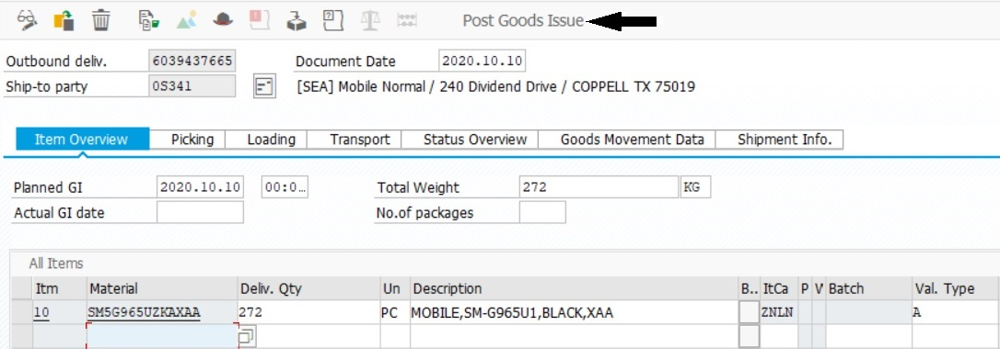 Post Goods Issue
Outbound deliv. 6039437665 Document Date 2020.10.10
Ship-to party 0S341 [SEA] Mobile Normal / 240 Dividend Drive / COPPELL TX 75019
Item Overview Picking Loading Transport Status Overview Goods Movement Data Shipment Info.
Planned GI 2020.10.10 00:0… Total Weight 272 KG
Actual GI date No.of packages
All Items
Itm Material Deliv. Qty Un Description B.. ItCa P V Batch Val. Type
10 SM5G965UZKAXAA 272 PC MOBILE,SM-G965U1,BLACK,XAA ZNLN A